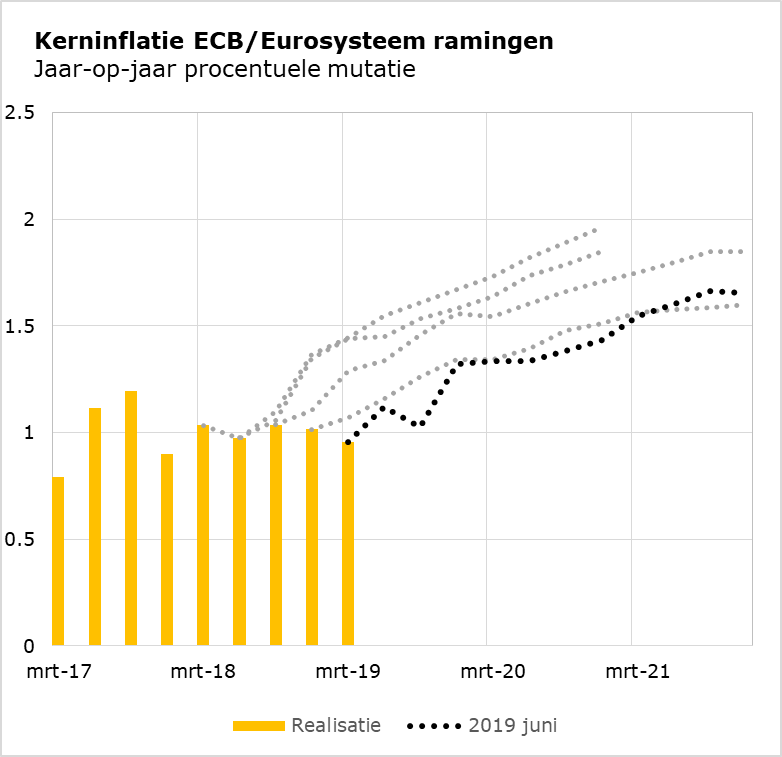 Kerninflatie ECB/Eurosysteem ramingen
Jaar-op-jaar procentuele mutatie
2.5
2
1.5
1
0.5
0
mrt-17 mrt-18 mrt-19 mrt-20 mrt-21
Realisatie 2019 juni